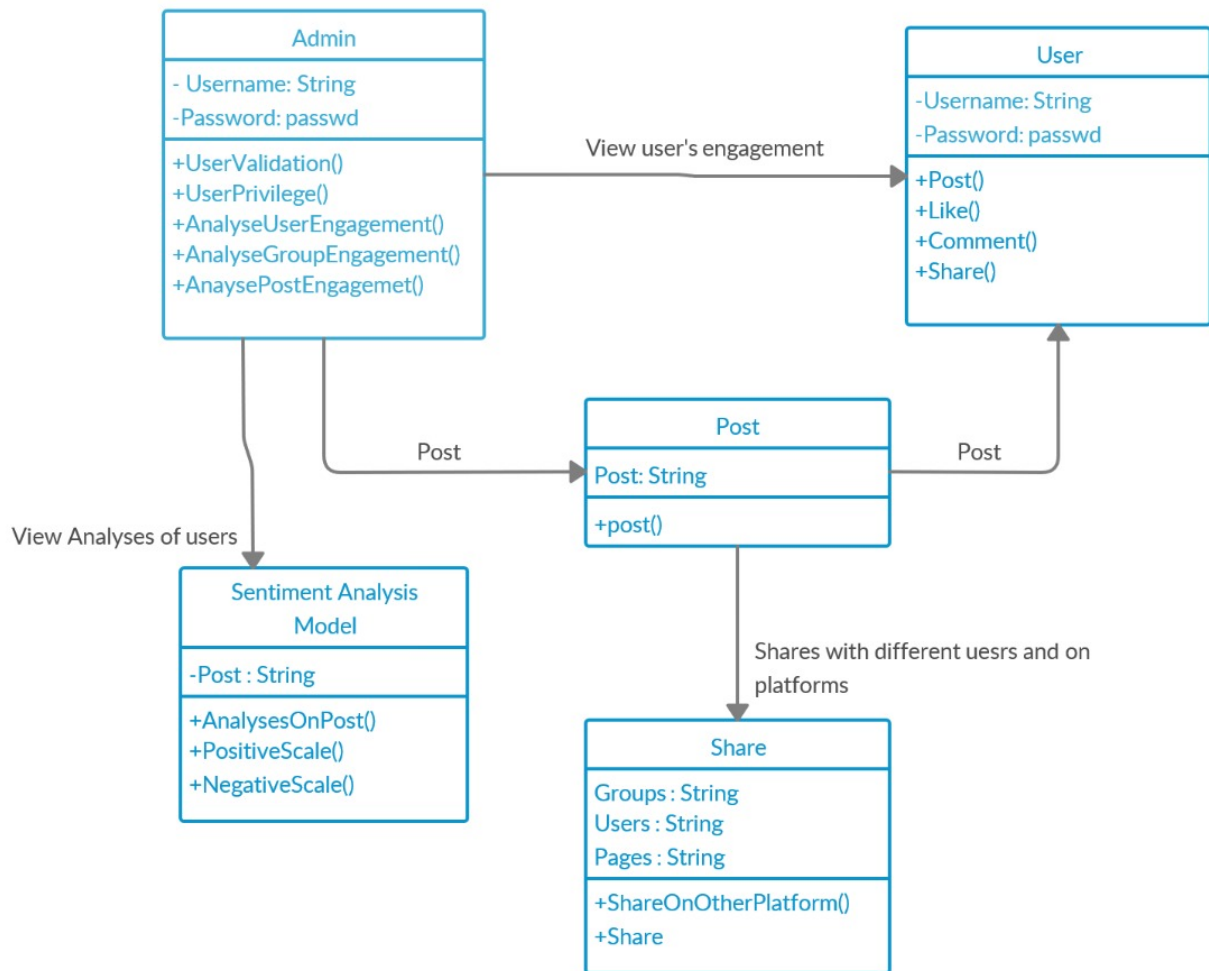 Admin
- Username: String
-Password: passwd
+UserValidation()
+UserPrivilege()
+AnalyseUserEngagement()
+AnalyseGroupEngagement()
+AnaysePostEngagemet()
View user's engagement
User
-Username: String
-Password: passwd
+Post()
+Like()
+Comment()
+Share()
Post
Post
Post: String
+post()
Post
View Analyses of users
Sentiment Analysis
Model
-Post : String
+AnalysesOnPost()
+PositiveScale()
+NegativeScale()
Shares with different uesrs and on
platforms
Share
Groups : String
Users : String
Pages : String
+ShareOnOtherPlatform()
+Share